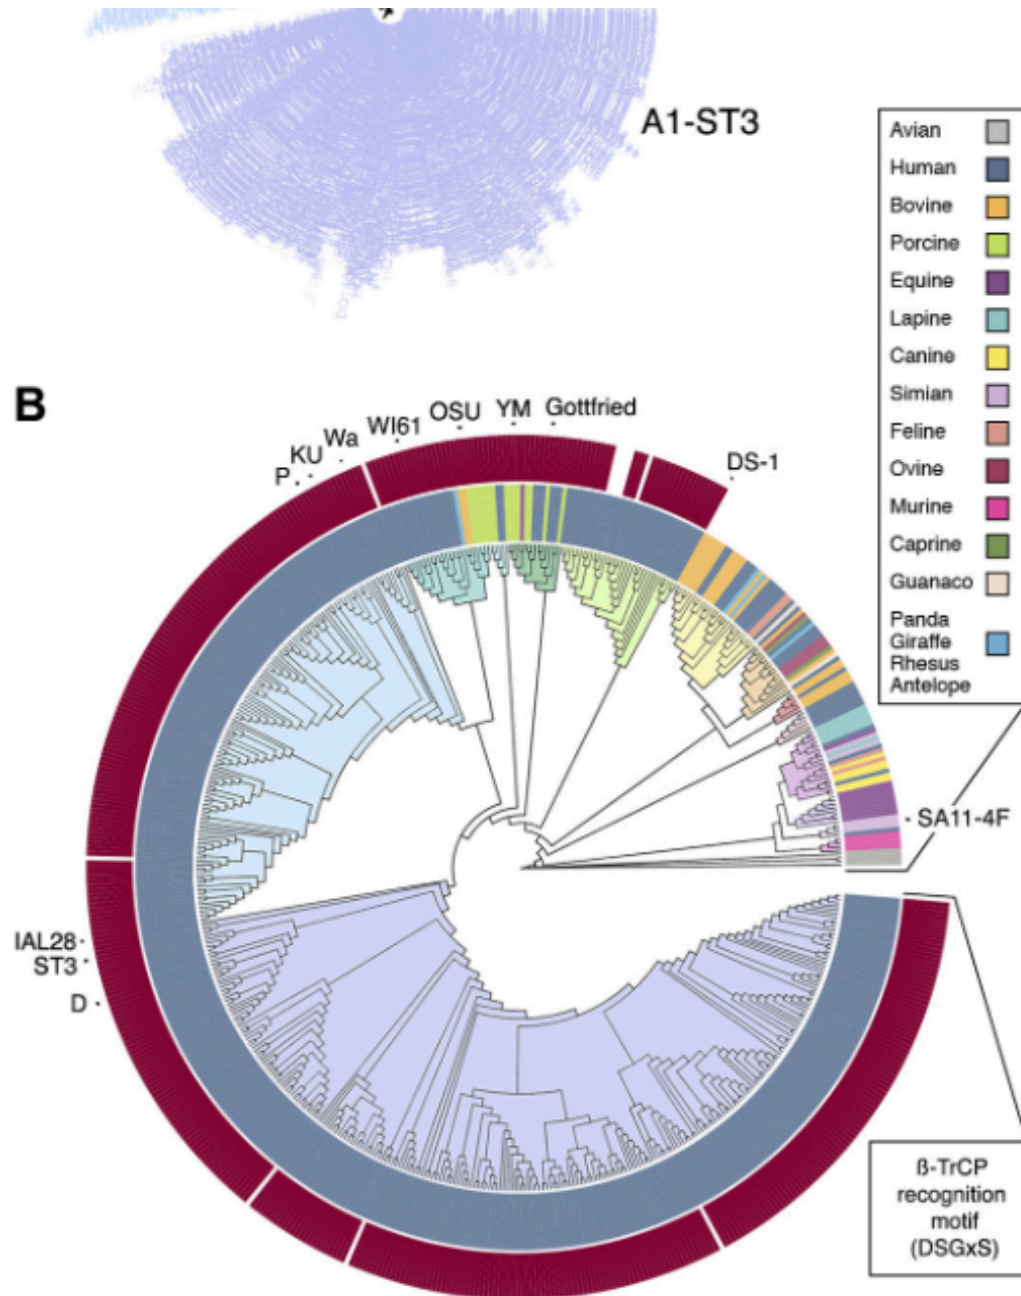 A1-ST3
Avian
Human
Bovine
Porcine
Equine
Lapine
Canine
Simian
Feline
Ovine
Murine
Caprine
Guanaco
Panda
Giraffe
Rhesus
Antelope
B
P
KU
Wa
WI61
OSU
YM
Gottfried
DS-1
SA11-4F
IAL28
ST3
D
ß-TrCP
recognition
motif
(DSGxS)